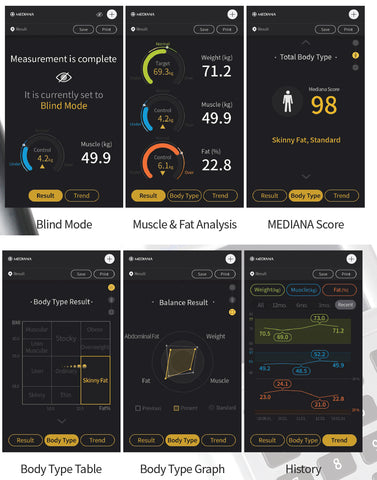 MEDIANA
Result
Save
Print
Measurement is complete
It is currently set to
Blind Mode
Under
Control
4.2kg
Muscle (kg)
49.9
Result
Trend
Blind Mode
MEDIANA
Result
Save
Print
Normal
Target
69.3kg
Weight (kg)
71.2
Under
Control
4.2kg
Muscle (kg)
49.9
Control
6.1kg
Over
Fat (%)
22.8
Result
Body Type
Trend
Muscle & Fat Analysis
MEDIANA
Result
Save
Print
Total Body Type
Mediana Score
98
Skinny Fat, Standard
Result
Body Type
Trend
MEDIANA Score
MEDIANA
Result
Save
Print
Body Type Result
BMI
Muscular
Stocky
Obese
Lean
Muscular
Overweight
Lean
Ordinary
Skinny Fat
Skinny
Thin
Fat%
Result
Body Type
Trend
Body Type Table
MEDIANA
Result
Save
Print
Balance Result
Abdominal Fat
Weight
Fat
Muscle
Previous
Present
Standard
Result
Body Type
Trend
Body Type Graph
MEDIANA
Result
Save
Print
Weight(kg)
Muscle(kg)
Fat(%)
All
12ms.
6ms.
3ms.
Recent
70.5
69.0
73.0
71.2
49.2
48.5
52.2
49.9
23.0
24.1
21.0
22.8
Result
Body Type
Trend
History